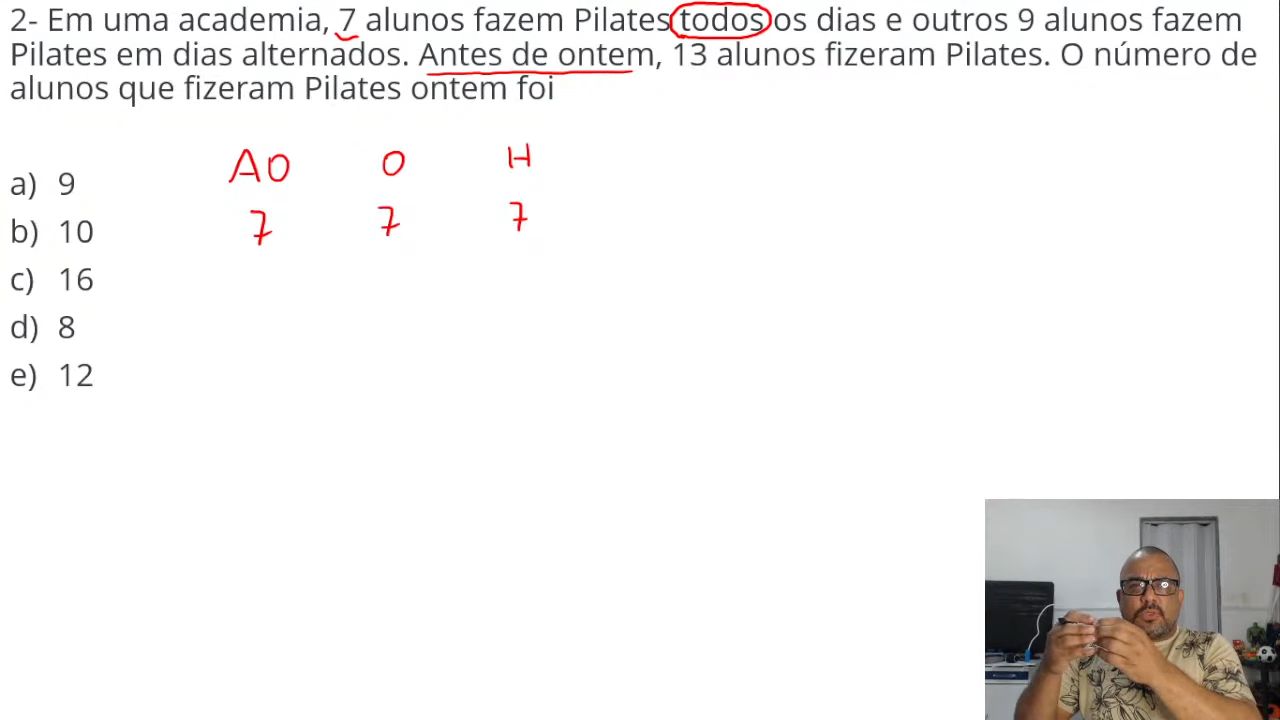 2- Em uma academia, 7 alunos fazem Pilates todos os dias e outros 9 alunos fazem
Pilates em dias alternados. Antes de ontem, 13 alunos fizeram Pilates. O número de
alunos que fizeram Pilates ontem foi
AO O H
a) 9
7 7 7
b) 10
c) 16
d) 8
e) 12